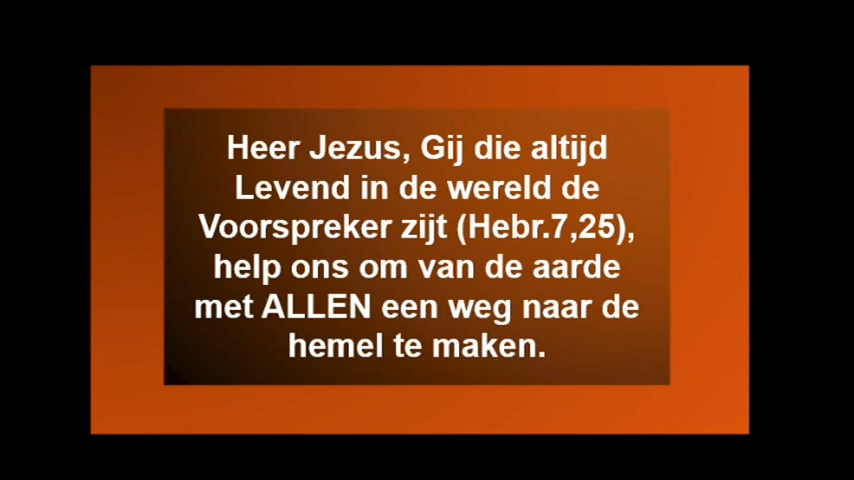 Heer Jezus, Gij die altijd
Levend in de wereld de
Voorspreker zijt (Hebr.7,25),
help ons om van de aarde
met ALLEN een weg naar de
hemel te maken.